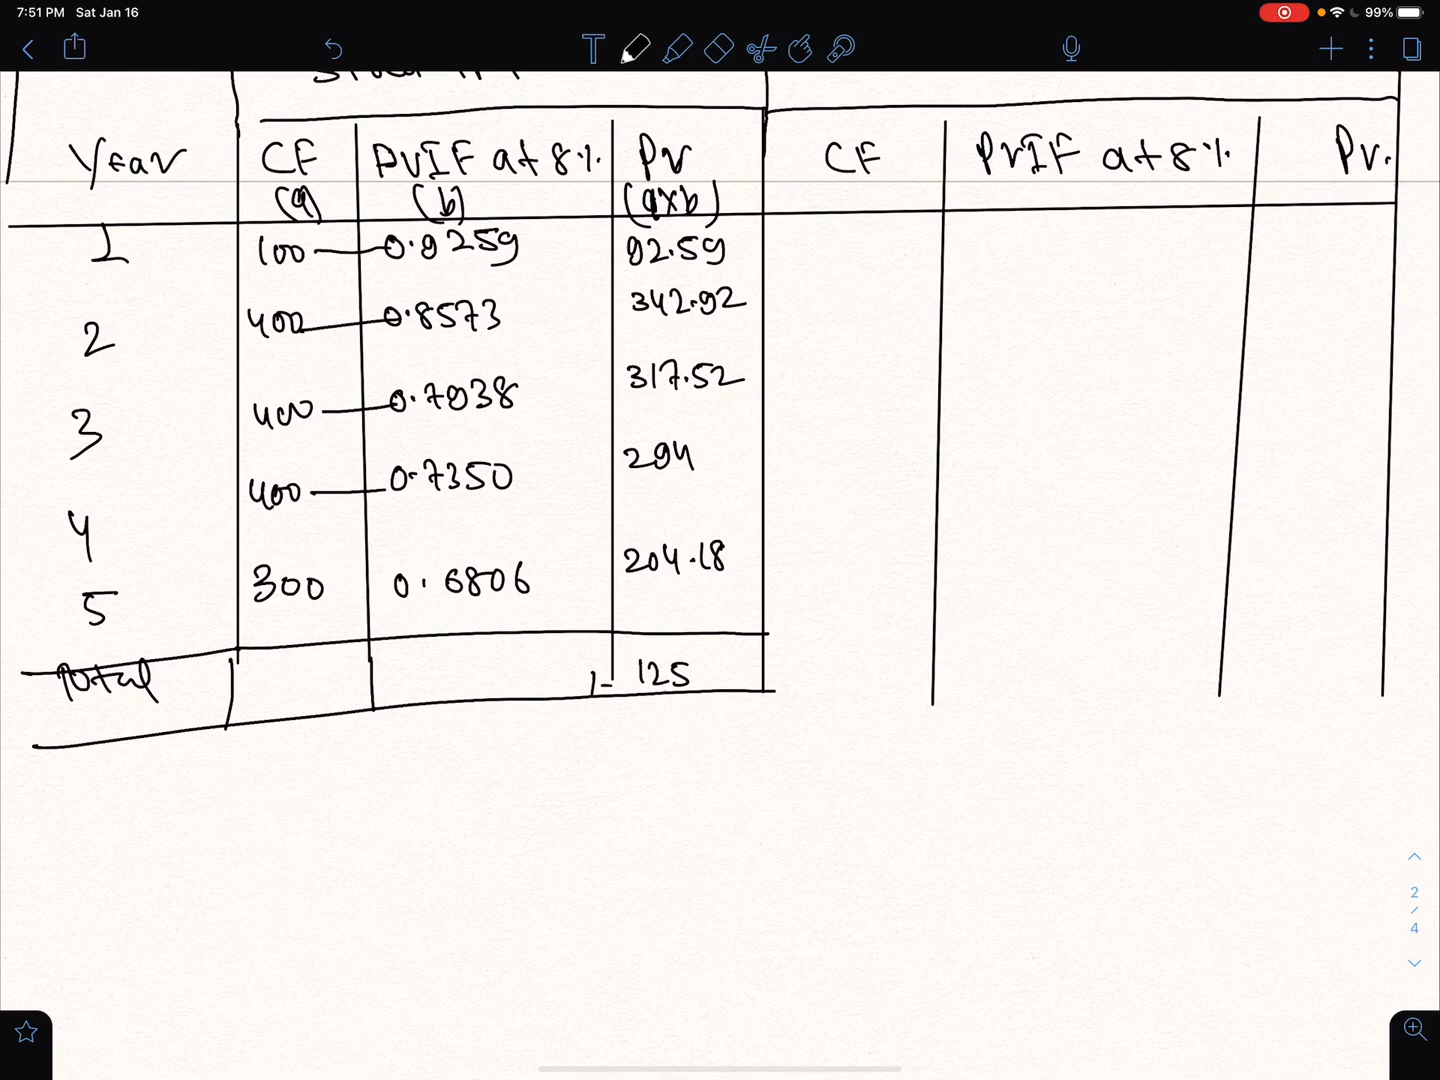 7:51 PM Sat Jan 16
99%
Year CF PVIF at 8% PV CF PVIF at 8% PV.
(a) (b) (axb)
1 100 0.9259 92.59
2 400 0.8573 342.92
3 400 0.7938 317.52
4 400 0.7350 294
5 300 0.6806 204.18
Total 125
2
/
4